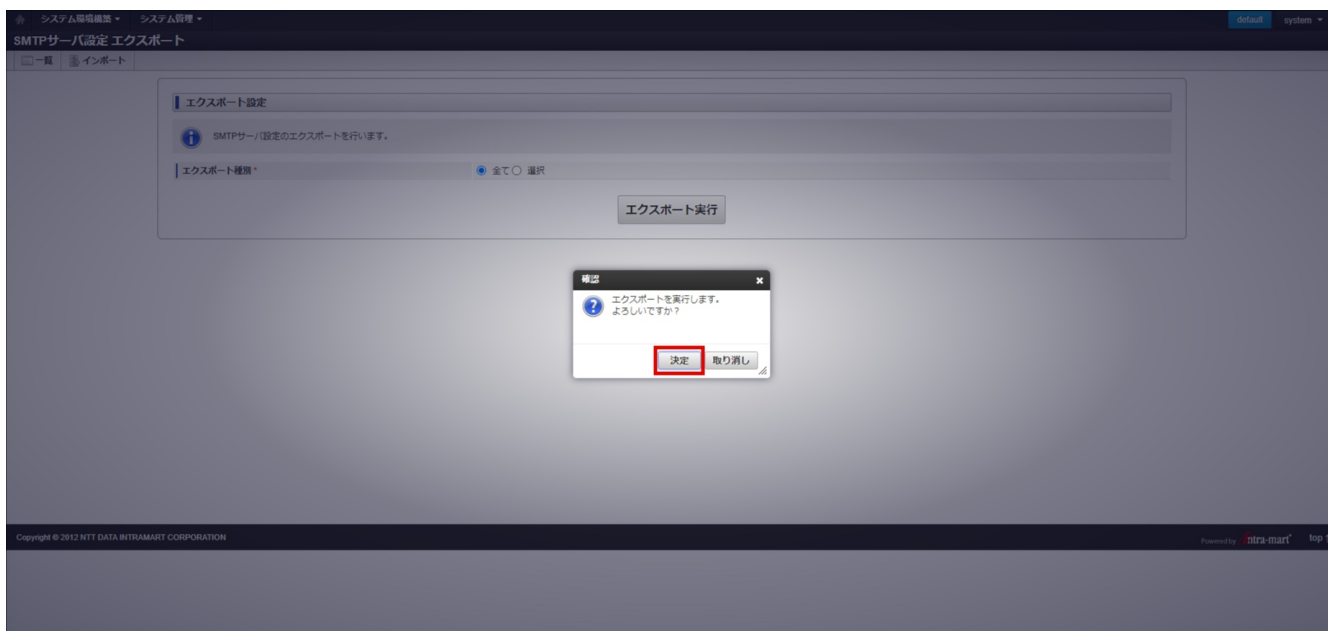 システム環境構築 ▾ システム管理 ▾ default system ▾
SMTPサーバ設定 エクスポート
一覧 インポート
エクスポート設定
SMTPサーバ設定のエクスポートを行います。
エクスポート種別* 全て 選択
エクスポート実行
確認 ×
エクスポートを実行します。
よろしいですか?
決定 取り消し
Copyright © 2012 NTT DATA INTRAMART CORPORATION Powered by intra-mart top